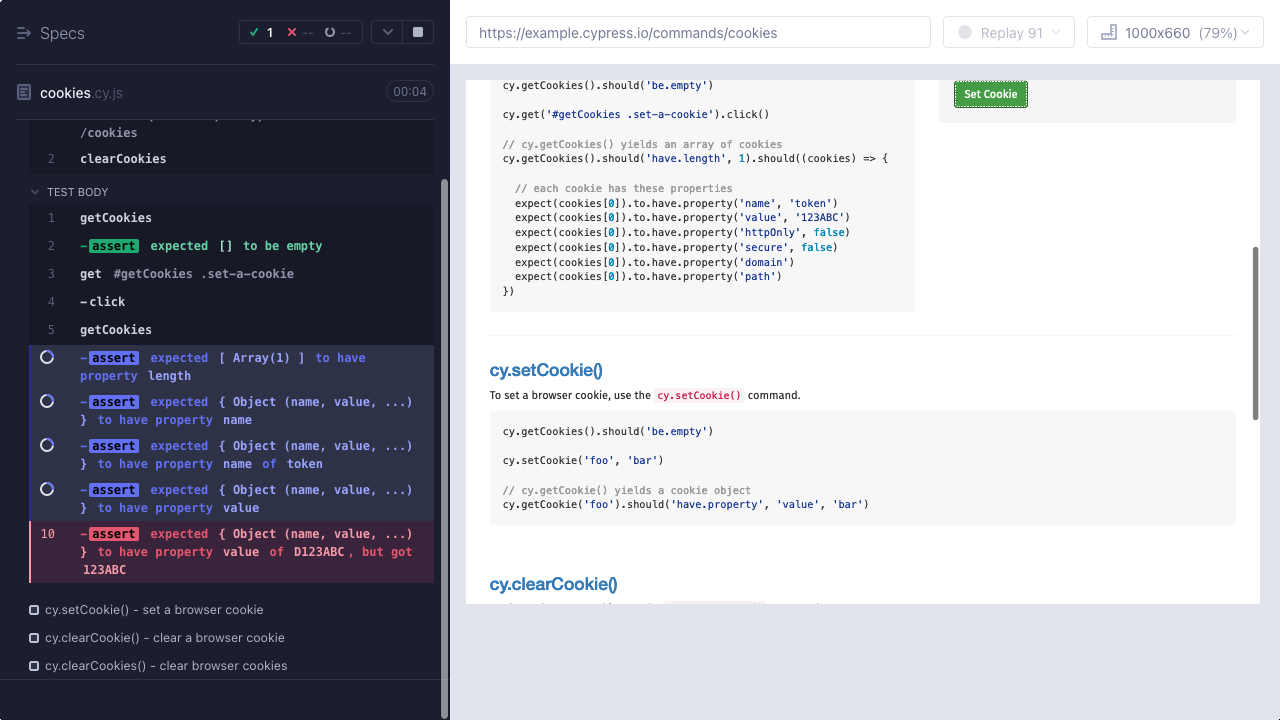 Specs
1
--
--
cookies.cy.js
00:04
/cookies
2 clearCookies
TEST BODY
1 getCookies
2 -assert expected [] to be empty
3 get #getCookies .set-a-cookie
4 -click
5 getCookies
-assert expected [ Array(1) ] to have
property length
-assert expected { Object (name, value, ...)
} to have property name
-assert expected { Object (name, value, ...)
} to have property name of token
-assert expected { Object (name, value, ...)
} to have property value
10 -assert expected { Object (name, value, ...)
} to have property value of D123ABC, but got
123ABC
cy.setCookie() - set a browser cookie
cy.clearCookie() - clear a browser cookie
cy.clearCookies() - clear browser cookies
https://example.cypress.io/commands/cookies
Replay 91
1000x660 (79%)
cy.getCookies().should('be.empty')
cy.get('#getCookies .set-a-cookie').click()
// cy.getCookies() yields an array of cookies
cy.getCookies().should('have.length', 1).should((cookies) => {
// each cookie has these properties
expect(cookies[0]).to.have.property('name', 'token')
expect(cookies[0]).to.have.property('value', '123ABC')
expect(cookies[0]).to.have.property('httpOnly', false)
expect(cookies[0]).to.have.property('secure', false)
expect(cookies[0]).to.have.property('domain')
expect(cookies[0]).to.have.property('path')
})
Set Cookie
cy.setCookie()
To set a browser cookie, use the cy.setCookie() command.
cy.getCookies().should('be.empty')
cy.setCookie('foo', 'bar')
// cy.getCookie() yields a cookie object
cy.getCookie('foo').should('have.property', 'value', 'bar')
cy.clearCookie()